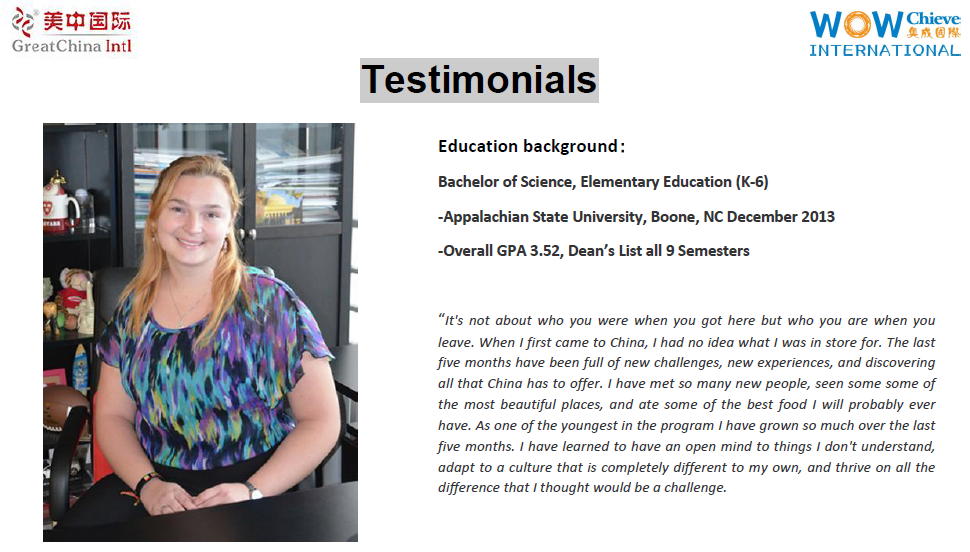 美中国际
GreatChina Intl
WOW Chieve
集成国际
INTERNATIONAL
Testimonials
Education background：
Bachelor of Science, Elementary Education (K-6)
-Appalachian State University, Boone, NC December 2013
-Overall GPA 3.52, Dean’s List all 9 Semesters
“It's not about who you were when you got here but who you are when you
leave. When I first came to China, I had no idea what I was in store for. The last
five months have been full of new challenges, new experiences, and discovering
all that China has to offer. I have met so many new people, seen some some of
the most beautiful places, and ate some of the best food I will probably ever
have. As one of the youngest in the program I have grown so much over the last
five months. I have learned to have an open mind to things I don't understand,
adapt to a culture that is completely different to my own, and thrive on all the
difference that I thought would be a challenge.